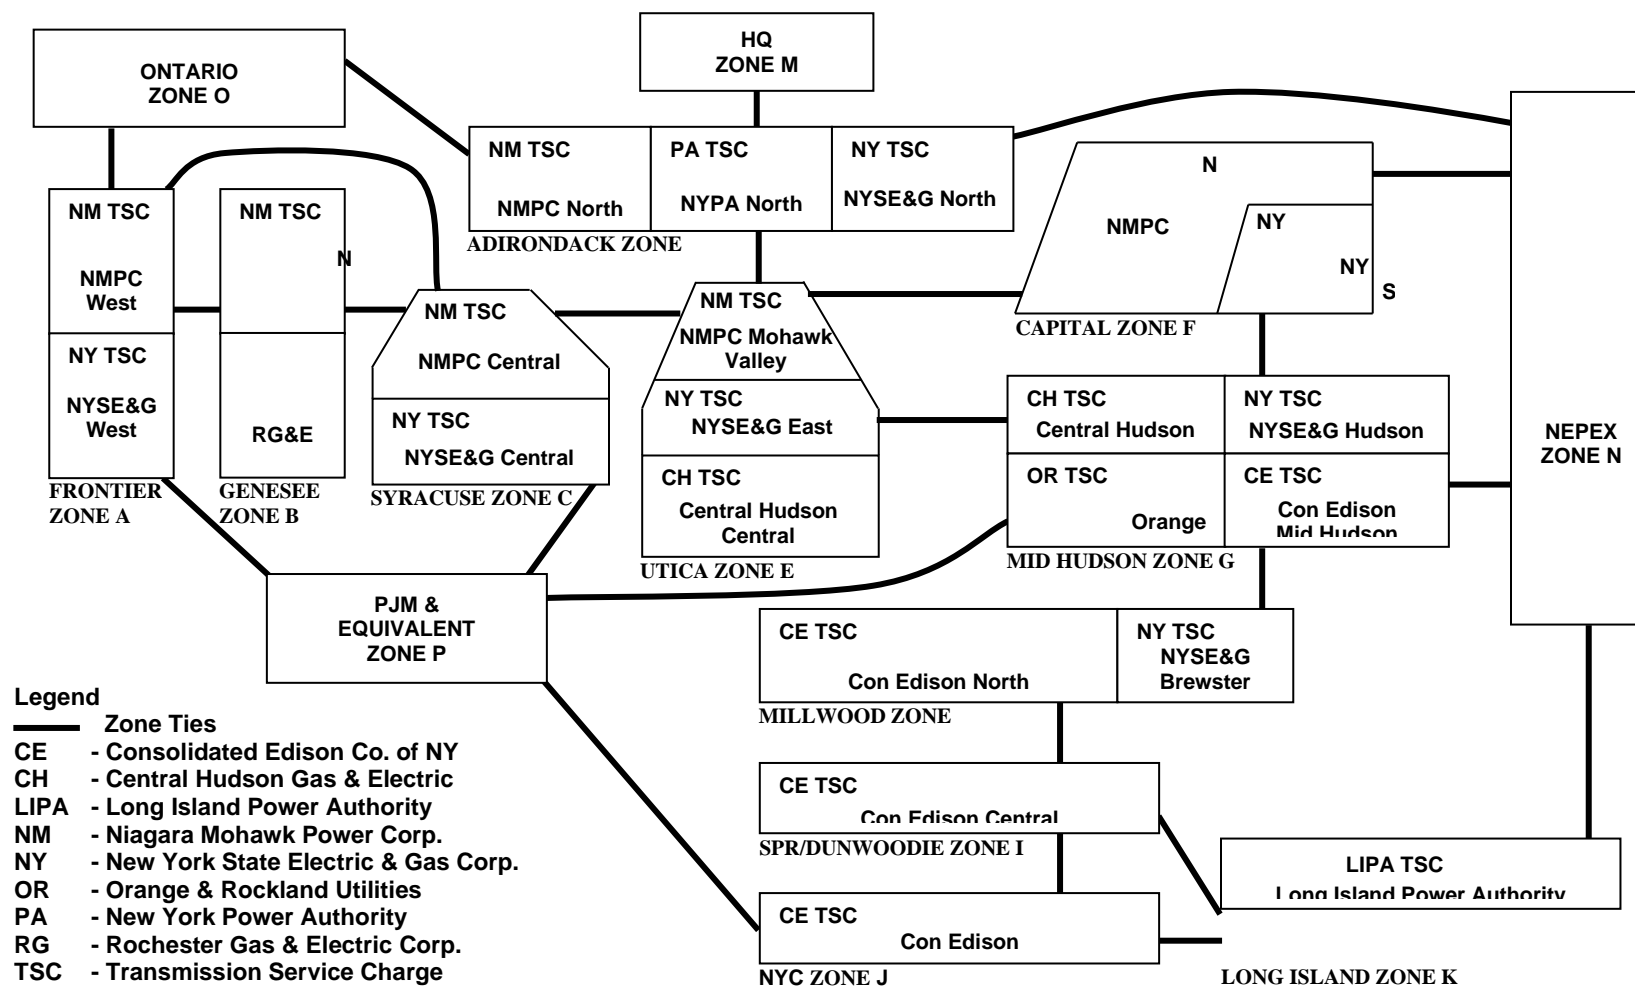 ONTARIO
ZONE O
HQ
ZONE M
NM TSC
NMPC North
PA TSC
NYPA North
NY TSC
NYSE&G North
ADIRONDACK ZONE
NM TSC
NMPC
West
NY TSC
NYSE&G
West
FRONTIER
ZONE A
NM TSC
N
RG&E
GENESEE
ZONE B
NM TSC
NMPC Central
NY TSC
NYSE&G Central
SYRACUSE ZONE C
NM TSC
NMPC Mohawk
Valley
NY TSC
NYSE&G East
CH TSC
Central Hudson
Central
UTICA ZONE E
N
NMPC
NY
NY
S
CAPITAL ZONE F
CH TSC
Central Hudson
NY TSC
NYSE&G Hudson
OR TSC
Orange
CE TSC
Con Edison
Mid Hudson
MID HUDSON ZONE G
NEPEX
ZONE N
PJM &
EQUIVALENT
ZONE P
CE TSC
Con Edison North
NY TSC
NYSE&G
Brewster
MILLWOOD ZONE
CE TSC
Con Edison Central
SPR/DUNWOODIE ZONE I
CE TSC
Con Edison
NYC ZONE J
LIPA TSC
Long Island Power Authority
LONG ISLAND ZONE K
Legend
Zone Ties
CE - Consolidated Edison Co. of NY
CH - Central Hudson Gas & Electric
LIPA - Long Island Power Authority
NM - Niagara Mohawk Power Corp.
NY - New York State Electric & Gas Corp.
OR - Orange & Rockland Utilities
PA - New York Power Authority
RG - Rochester Gas & Electric Corp.
TSC - Transmission Service Charge